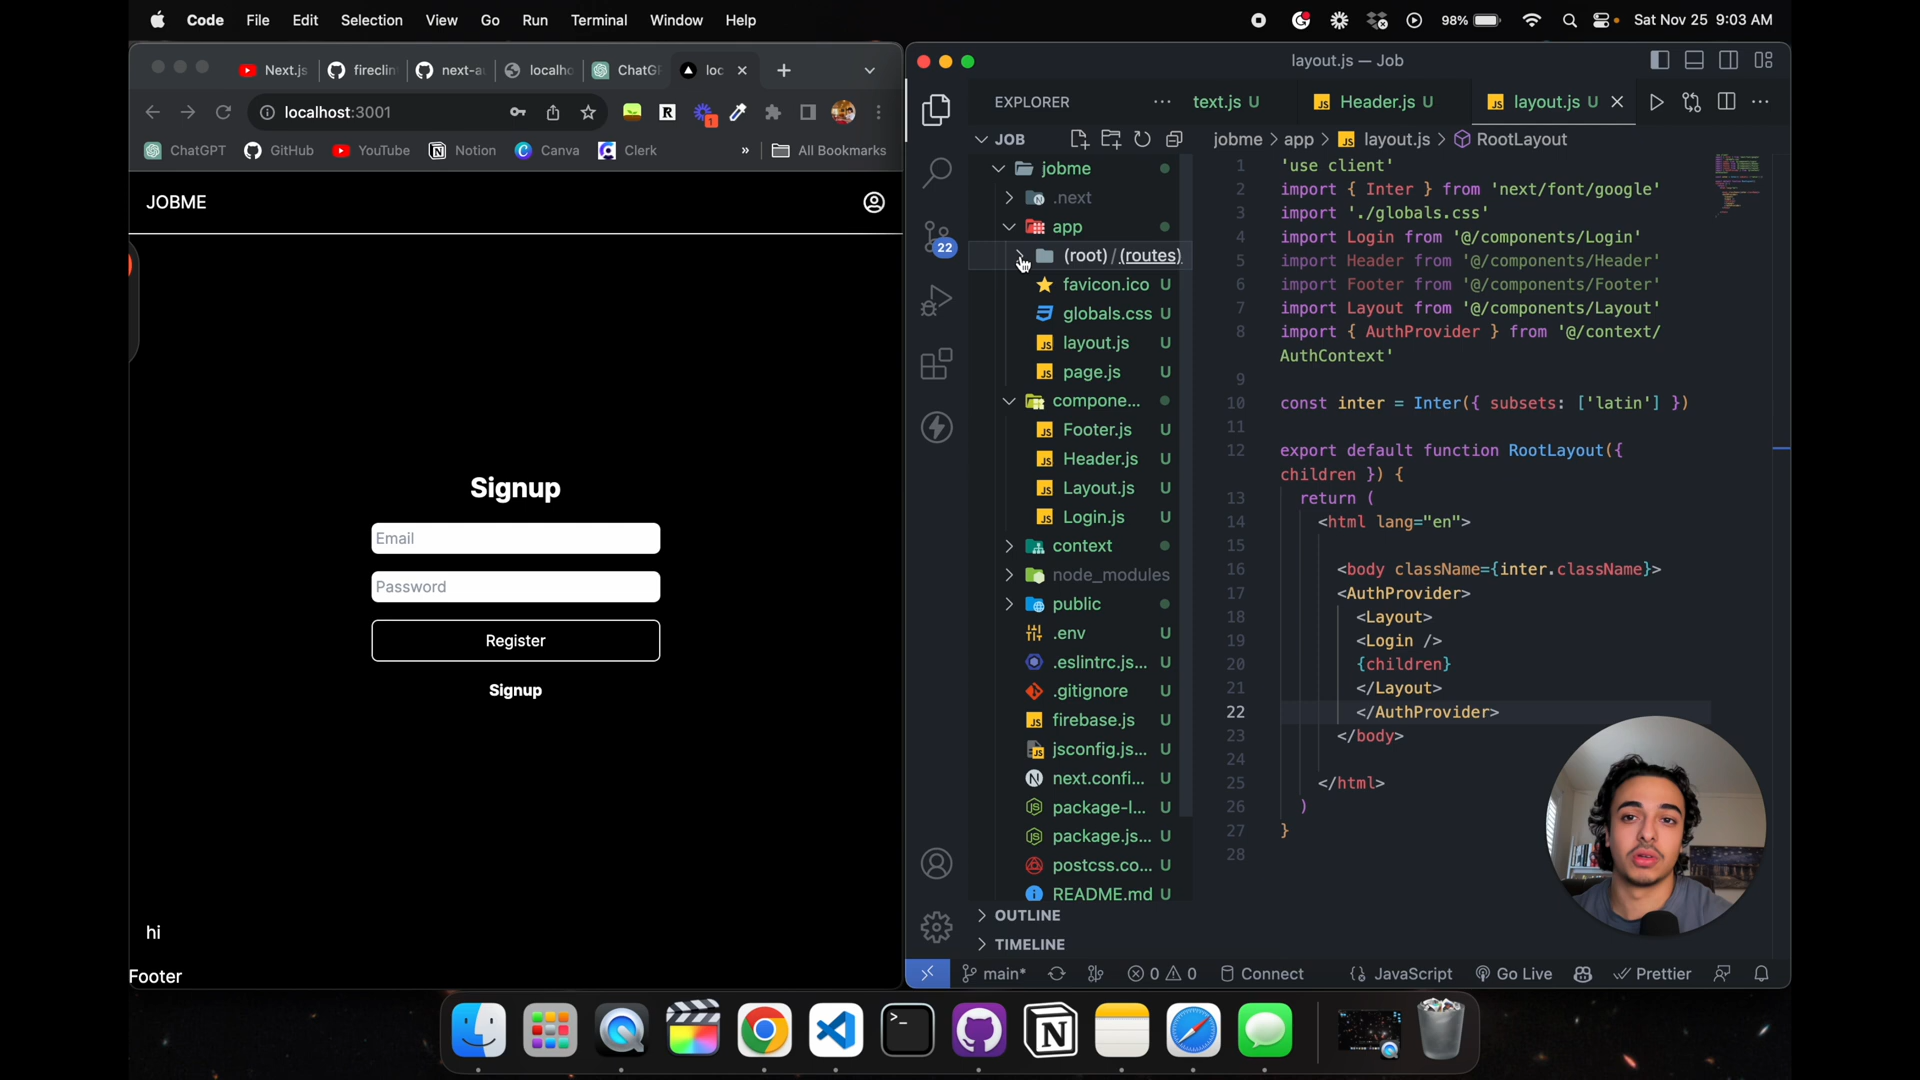 Code File Edit Selection View Go Run Terminal Window Help
98% Sat Nov 25 9:03 AM
Next.js fireclin next-au localho ChatGP loc
localhost:3001
1
ChatGPT GitHub YouTube Notion Canva Clerk » All Bookmarks
JOBME
Signup
Email
Password
Register
Signup
hi
Footer
layout.js — Job
EXPLORER
text.js U Header.js U layout.js U
JOB
jobme > app > layout.js > RootLayout
22
jobme
.next
app
(root) / (routes)
favicon.ico U
globals.css U
layout.js U
page.js U
compone...
Footer.js U
Header.js U
Layout.js U
Login.js U
context
node_modules
public
.env U
.eslintrc.js... U
.gitignore U
firebase.js U
jsconfig.js... U
next.confi... U
package-l... U
package.js... U
postcss.co... U
README.md U
OUTLINE
TIMELINE
1 'use client'
2 import { Inter } from 'next/font/google'
3 import './globals.css'
4 import Login from '@/components/Login'
5 import Header from '@/components/Header'
6 import Footer from '@/components/Footer'
7 import Layout from '@/components/Layout'
8 import { AuthProvider } from '@/context/
AuthContext'
9
10 const inter = Inter({ subsets: ['latin'] })
11
12 export default function RootLayout({
children }) {
13 return (
14 <html lang="en">
15
16 <body className={inter.className}>
17 <AuthProvider>
18 <Layout>
19 <Login />
20 {children}
21 </Layout>
22 </AuthProvider>
23 </body>
24
25 </html>
26 )
27 }
28
main* 0 0 Connect JavaScript Go Live Prettier